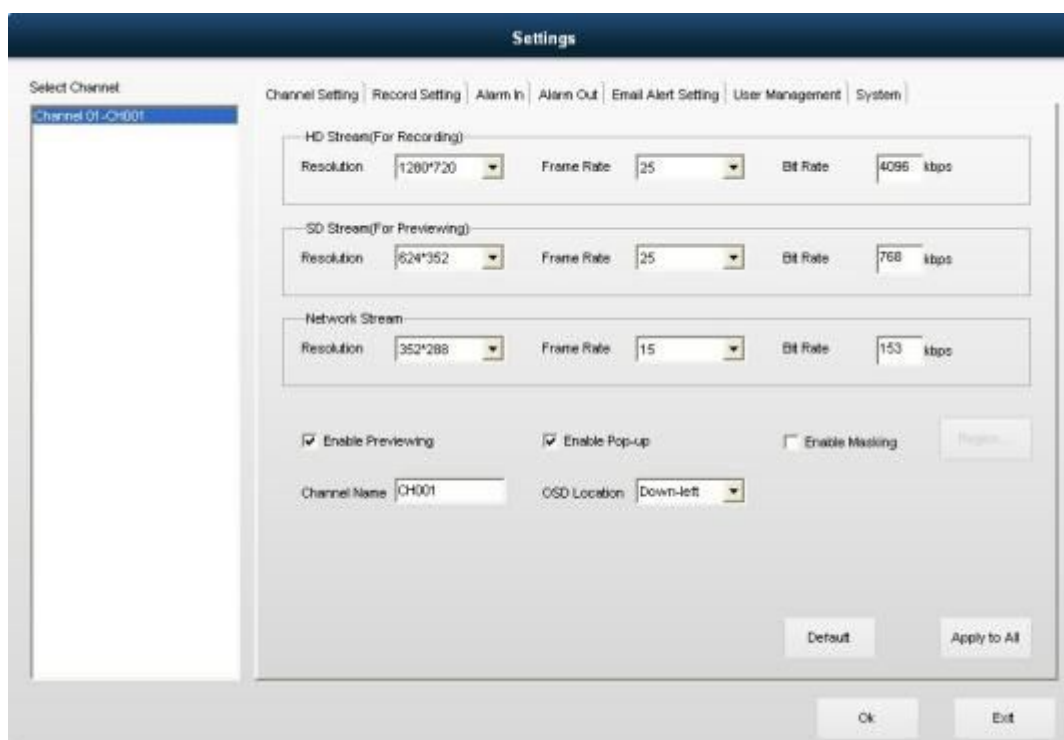 Settings
Select Channel
Channel 01-CH001
Channel Setting Record Setting Alarm In Alarm Out Email Alert Setting User Management System
HD Stream(For Recording)
Resolution 1280*720 Frame Rate 25 Bit Rate 4096 kbps
SD Stream(For Previewing)
Resolution 624*352 Frame Rate 25 Bit Rate 768 kbps
Network Stream
Resolution 352*288 Frame Rate 15 Bit Rate 153 kbps
Enable Previewing Enable Pop-up Enable Masking
Channel Name CH001 OSD Location Down-left
Default Apply to All
Ok Exit